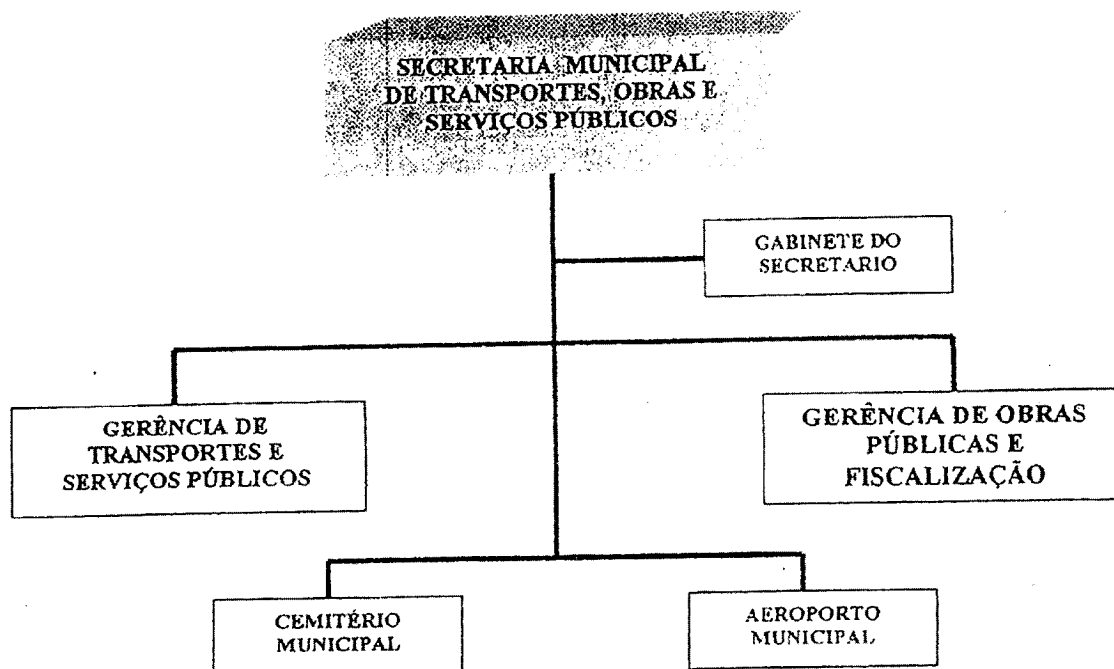 SECRETARIA MUNICIPAL
DE TRANSPORTES, OBRAS E
SERVIÇOS PÚBLICOS
GABINETE DO
SECRETARIO
GERÊNCIA DE
TRANSPORTES E
SERVIÇOS PÚBLICOS
GERÊNCIA DE OBRAS
PÚBLICAS E
FISCALIZAÇÃO
CEMITÉRIO
MUNICIPAL
AEROPORTO
MUNICIPAL